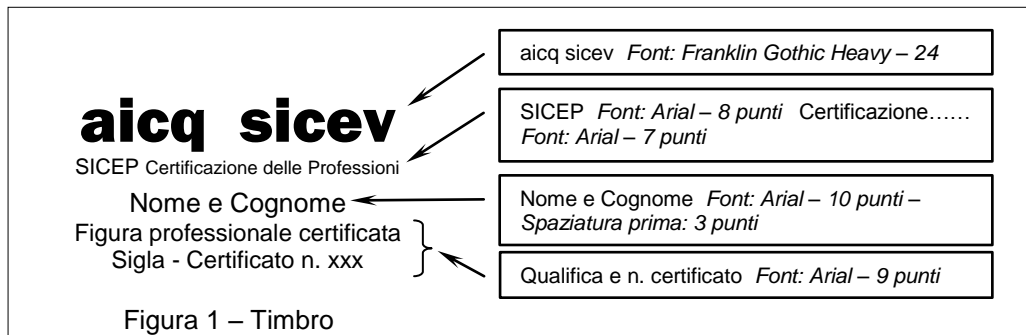 aicq sicev
SICEP Certificazione delle Professioni
Nome e Cognome
Figura professionale certificata
Sigla - Certificato n. xxx
Figura 1 – Timbro
aicq sicev Font: Franklin Gothic Heavy – 24
SICEP Font: Arial – 8 punti Certificazione……
Font: Arial – 7 punti
Nome e Cognome Font: Arial – 10 punti –
Spaziatura prima: 3 punti
Qualifica e n. certificato Font: Arial – 9 punti